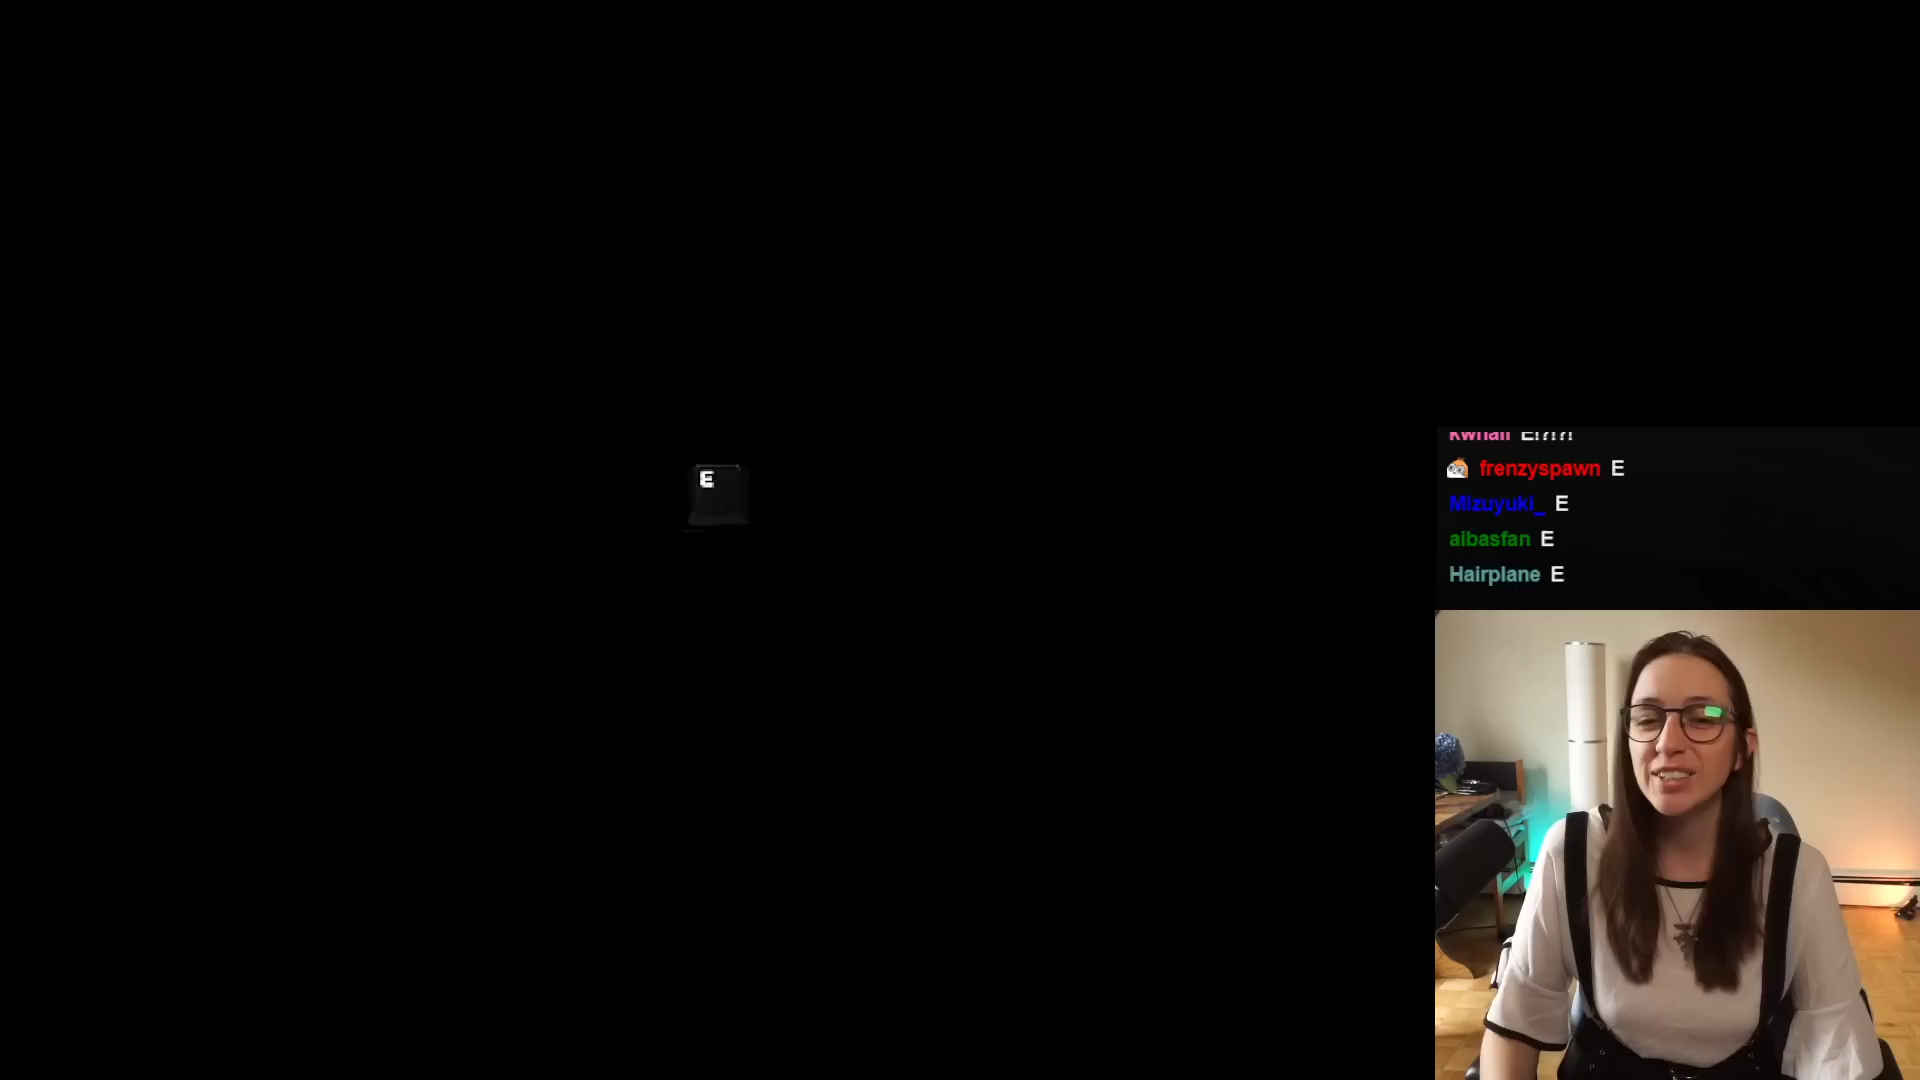 E
frenzyspawn E
Mizuyuki_ E
aibasfan E
Hairplane E